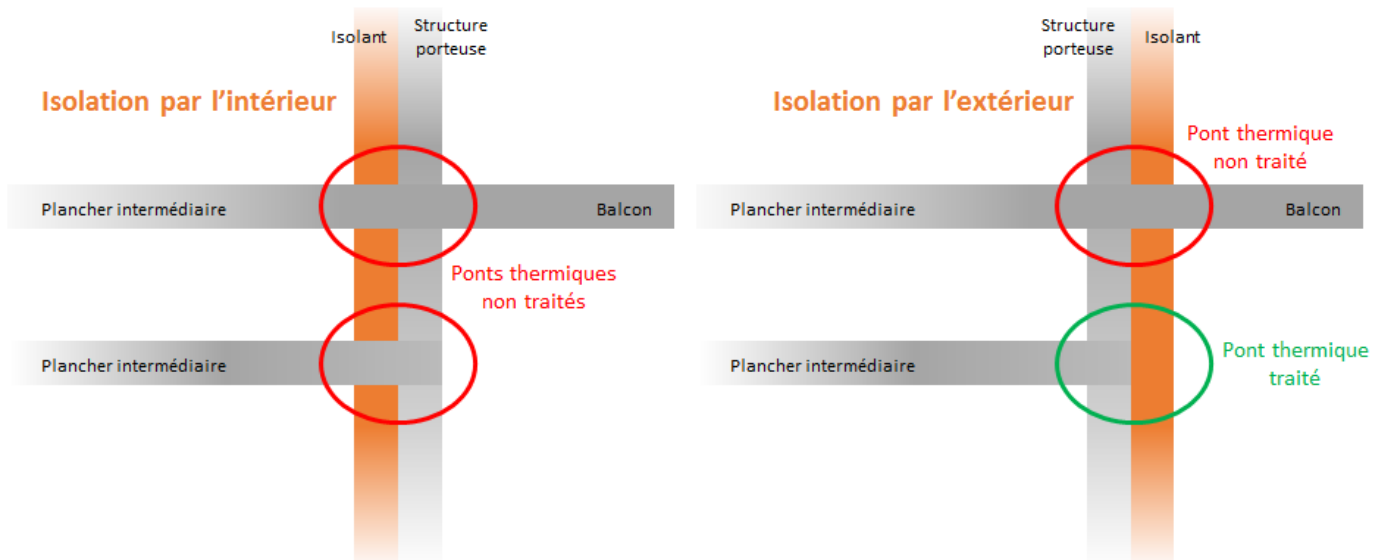 Isolant
Structure
porteuse
Isolation par l'intérieur
Plancher intermédiaire
Balcon
Ponts thermiques
non traités
Plancher intermédiaire
Structure
porteuse
Isolant
Isolation par l'extérieur
Pont thermique
non traité
Plancher intermédiaire
Balcon
Plancher intermédiaire
Pont thermique
traité